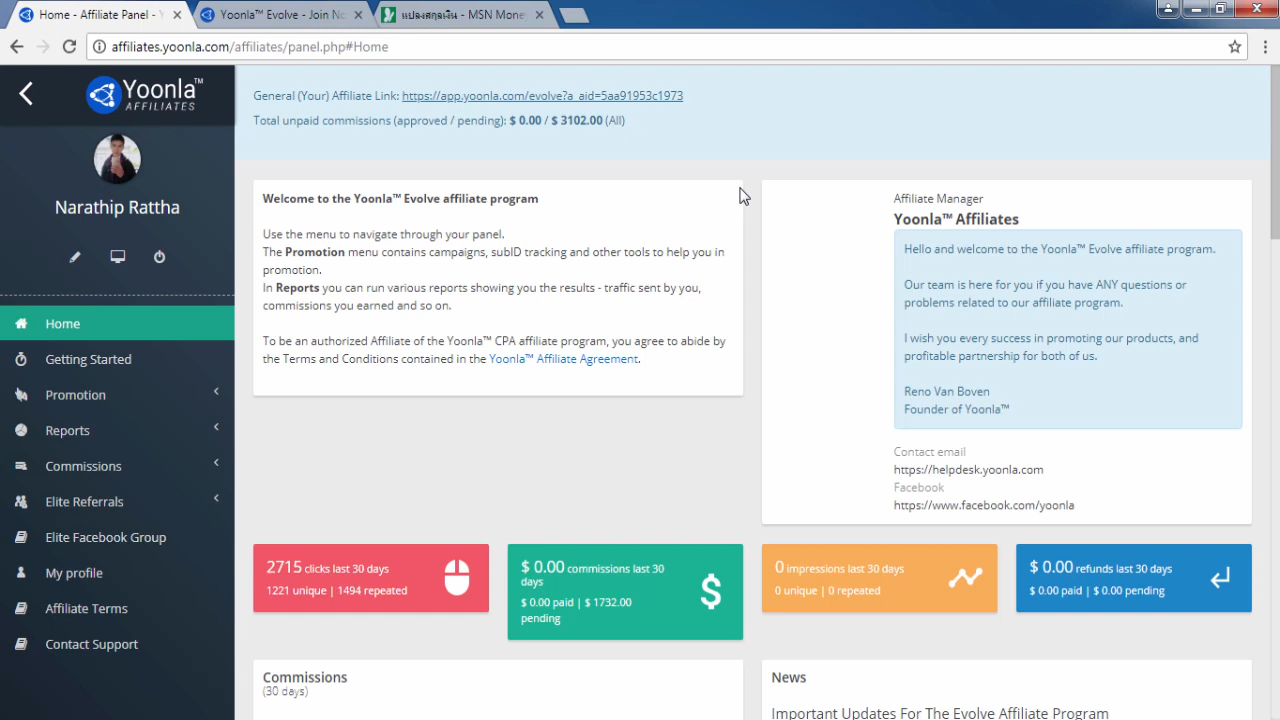 Home - Affiliate Panel - Y
Yoonla™ Evolve - Join No
แปลงสกุลเงิน - MSN Money
affiliates.yoonla.com/affiliates/panel.php#Home
Yoonla™
AFFILIATES
Narathip Rattha
Home
Getting Started
Promotion
Reports
Commissions
Elite Referrals
Elite Facebook Group
My profile
Affiliate Terms
Contact Support
General (Your) Affiliate Link: https://app.yoonla.com/evolve?a_aid=5aa91953c1973
Total unpaid commissions (approved / pending): $ 0.00 / $ 3102.00 (All)
Welcome to the Yoonla™ Evolve affiliate program
Use the menu to navigate through your panel.
The Promotion menu contains campaigns, subID tracking and other tools to help you in
promotion.
In Reports you can run various reports showing you the results - traffic sent by you,
commissions you earned and so on.
To be an authorized Affiliate of the Yoonla™ CPA affiliate program, you agree to abide by
the Terms and Conditions contained in the Yoonla™ Affiliate Agreement.
Affiliate Manager
Yoonla™ Affiliates
Hello and welcome to the Yoonla™ Evolve affiliate program.
Our team is here for you if you have ANY questions or
problems related to our affiliate program.
I wish you every success in promoting our products, and
profitable partnership for both of us.
Reno Van Boven
Founder of Yoonla™
Contact email
https://helpdesk.yoonla.com
Facebook
https://www.facebook.com/yoonla
2715 clicks last 30 days
1221 unique | 1494 repeated
$ 0.00 commissions last 30
days
$ 0.00 paid | $ 1732.00
pending
0 impressions last 30 days
0 unique | 0 repeated
$ 0.00 refunds last 30 days
$ 0.00 paid | $ 0.00 pending
Commissions
(30 days)
News
Important Updates For The Evolve Affiliate Program